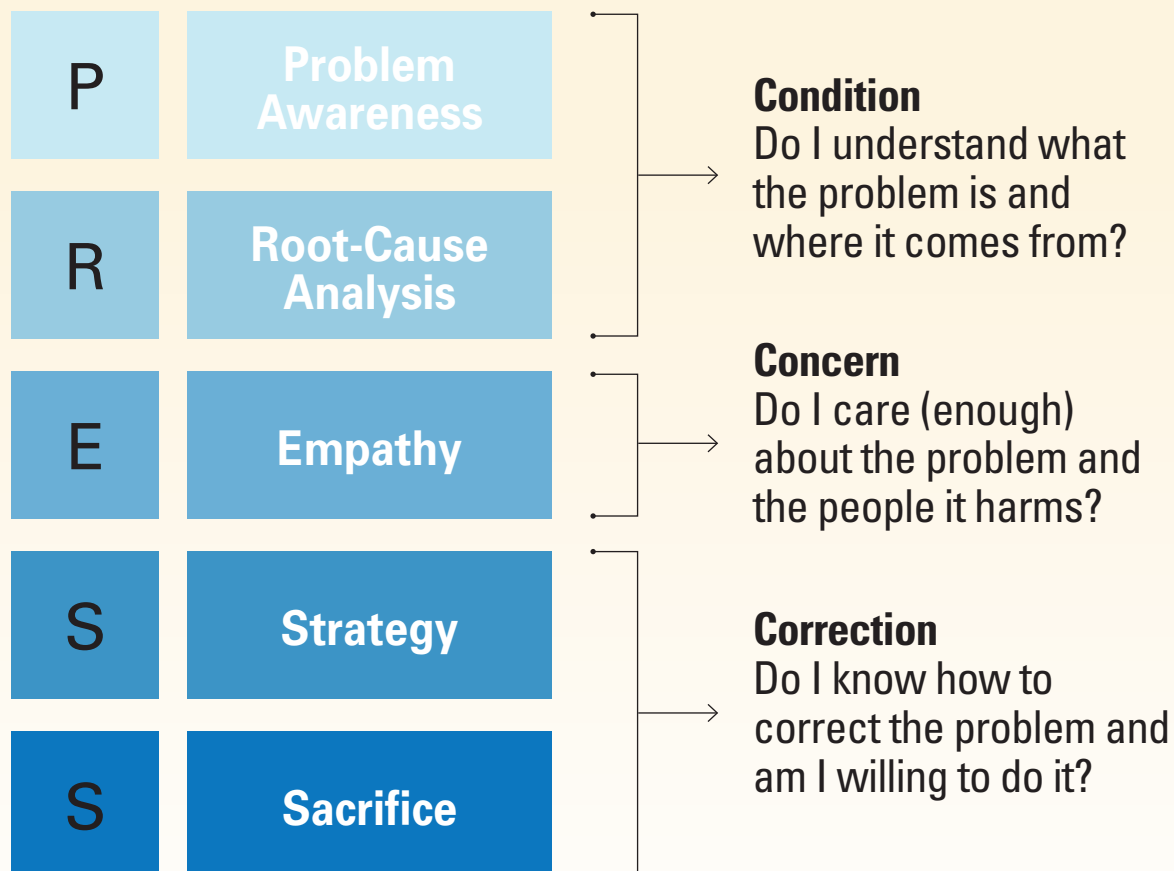 P
Problem
Awareness
R
Root-Cause
Analysis
Condition
Do I understand what
the problem is and
where it comes from?
E
Empathy
Concern
Do I care (enough)
about the problem and
the people it harms?
S
Strategy
S
Sacrifice
Correction
Do I know how to
correct the problem and
am I willing to do it?